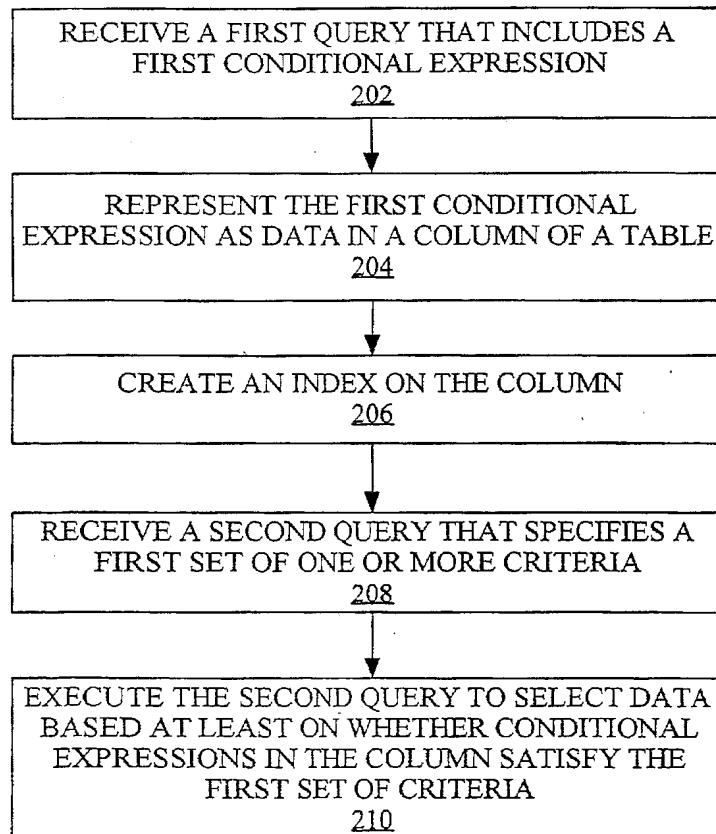 RECEIVE A FIRST QUERY THAT INCLUDES A
FIRST CONDITIONAL EXPRESSION
202
REPRESENT THE FIRST CONDITIONAL
EXPRESSION AS DATA IN A COLUMN OF A TABLE
204
CREATE AN INDEX ON THE COLUMN
206
RECEIVE A SECOND QUERY THAT SPECIFIES A
FIRST SET OF ONE OR MORE CRITERIA
208
EXECUTE THE SECOND QUERY TO SELECT DATA
BASED AT LEAST ON WHETHER CONDITIONAL
EXPRESSIONS IN THE COLUMN SATISFY THE
FIRST SET OF CRITERIA
210